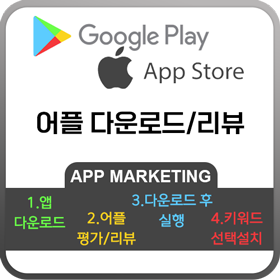 Google Play
App Store
어플 다운로드/리뷰
APP MARKETING
1.앱
다운로드
2.어플
평가/리뷰
3.다운로드 후
실행
4.키워드
선택설치